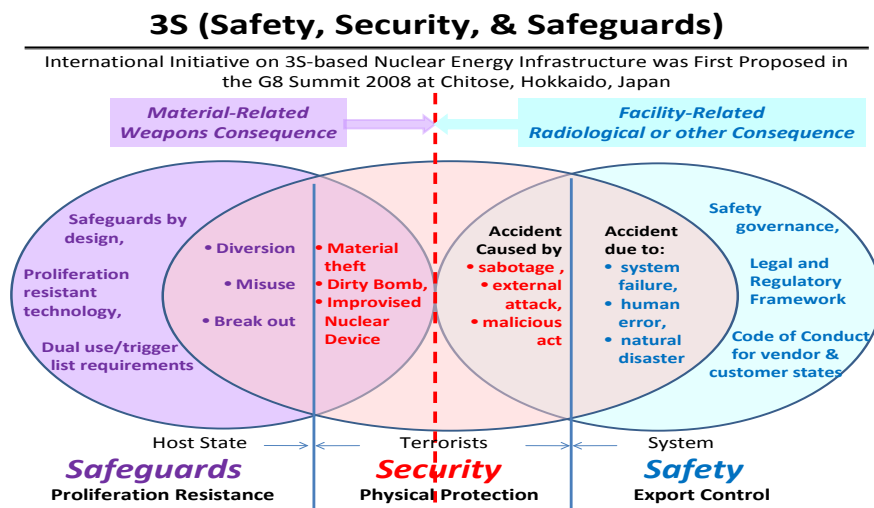 3S (Safety, Security, & Safeguards)
International Initiative on 3S-based Nuclear Energy Infrastructure was First Proposed in
the G8 Summit 2008 at Chitose, Hokkaido, Japan
Material-Related
Weapons Consequence
Facility-Related
Radiological or other Consequence
Safeguards by
design,
Proliferation
resistant
technology,
Dual use/trigger
list requirements
• Diversion
• Misuse
• Break out
• Material
theft
• Dirty Bomb,
• Improvised
Nuclear
Device
Accident
Caused by
• sabotage ,
• external
attack,
• malicious
act
Accident
due to:
• system
failure,
• human
error,
• natural
disaster
Safety
governance,
Legal and
Regulatory
Framework
Code of Conduct
for vendor &
customer states
Host State
Terrorists
System
Safeguards
Security
Safety
Proliferation Resistance
Physical Protection
Export Control